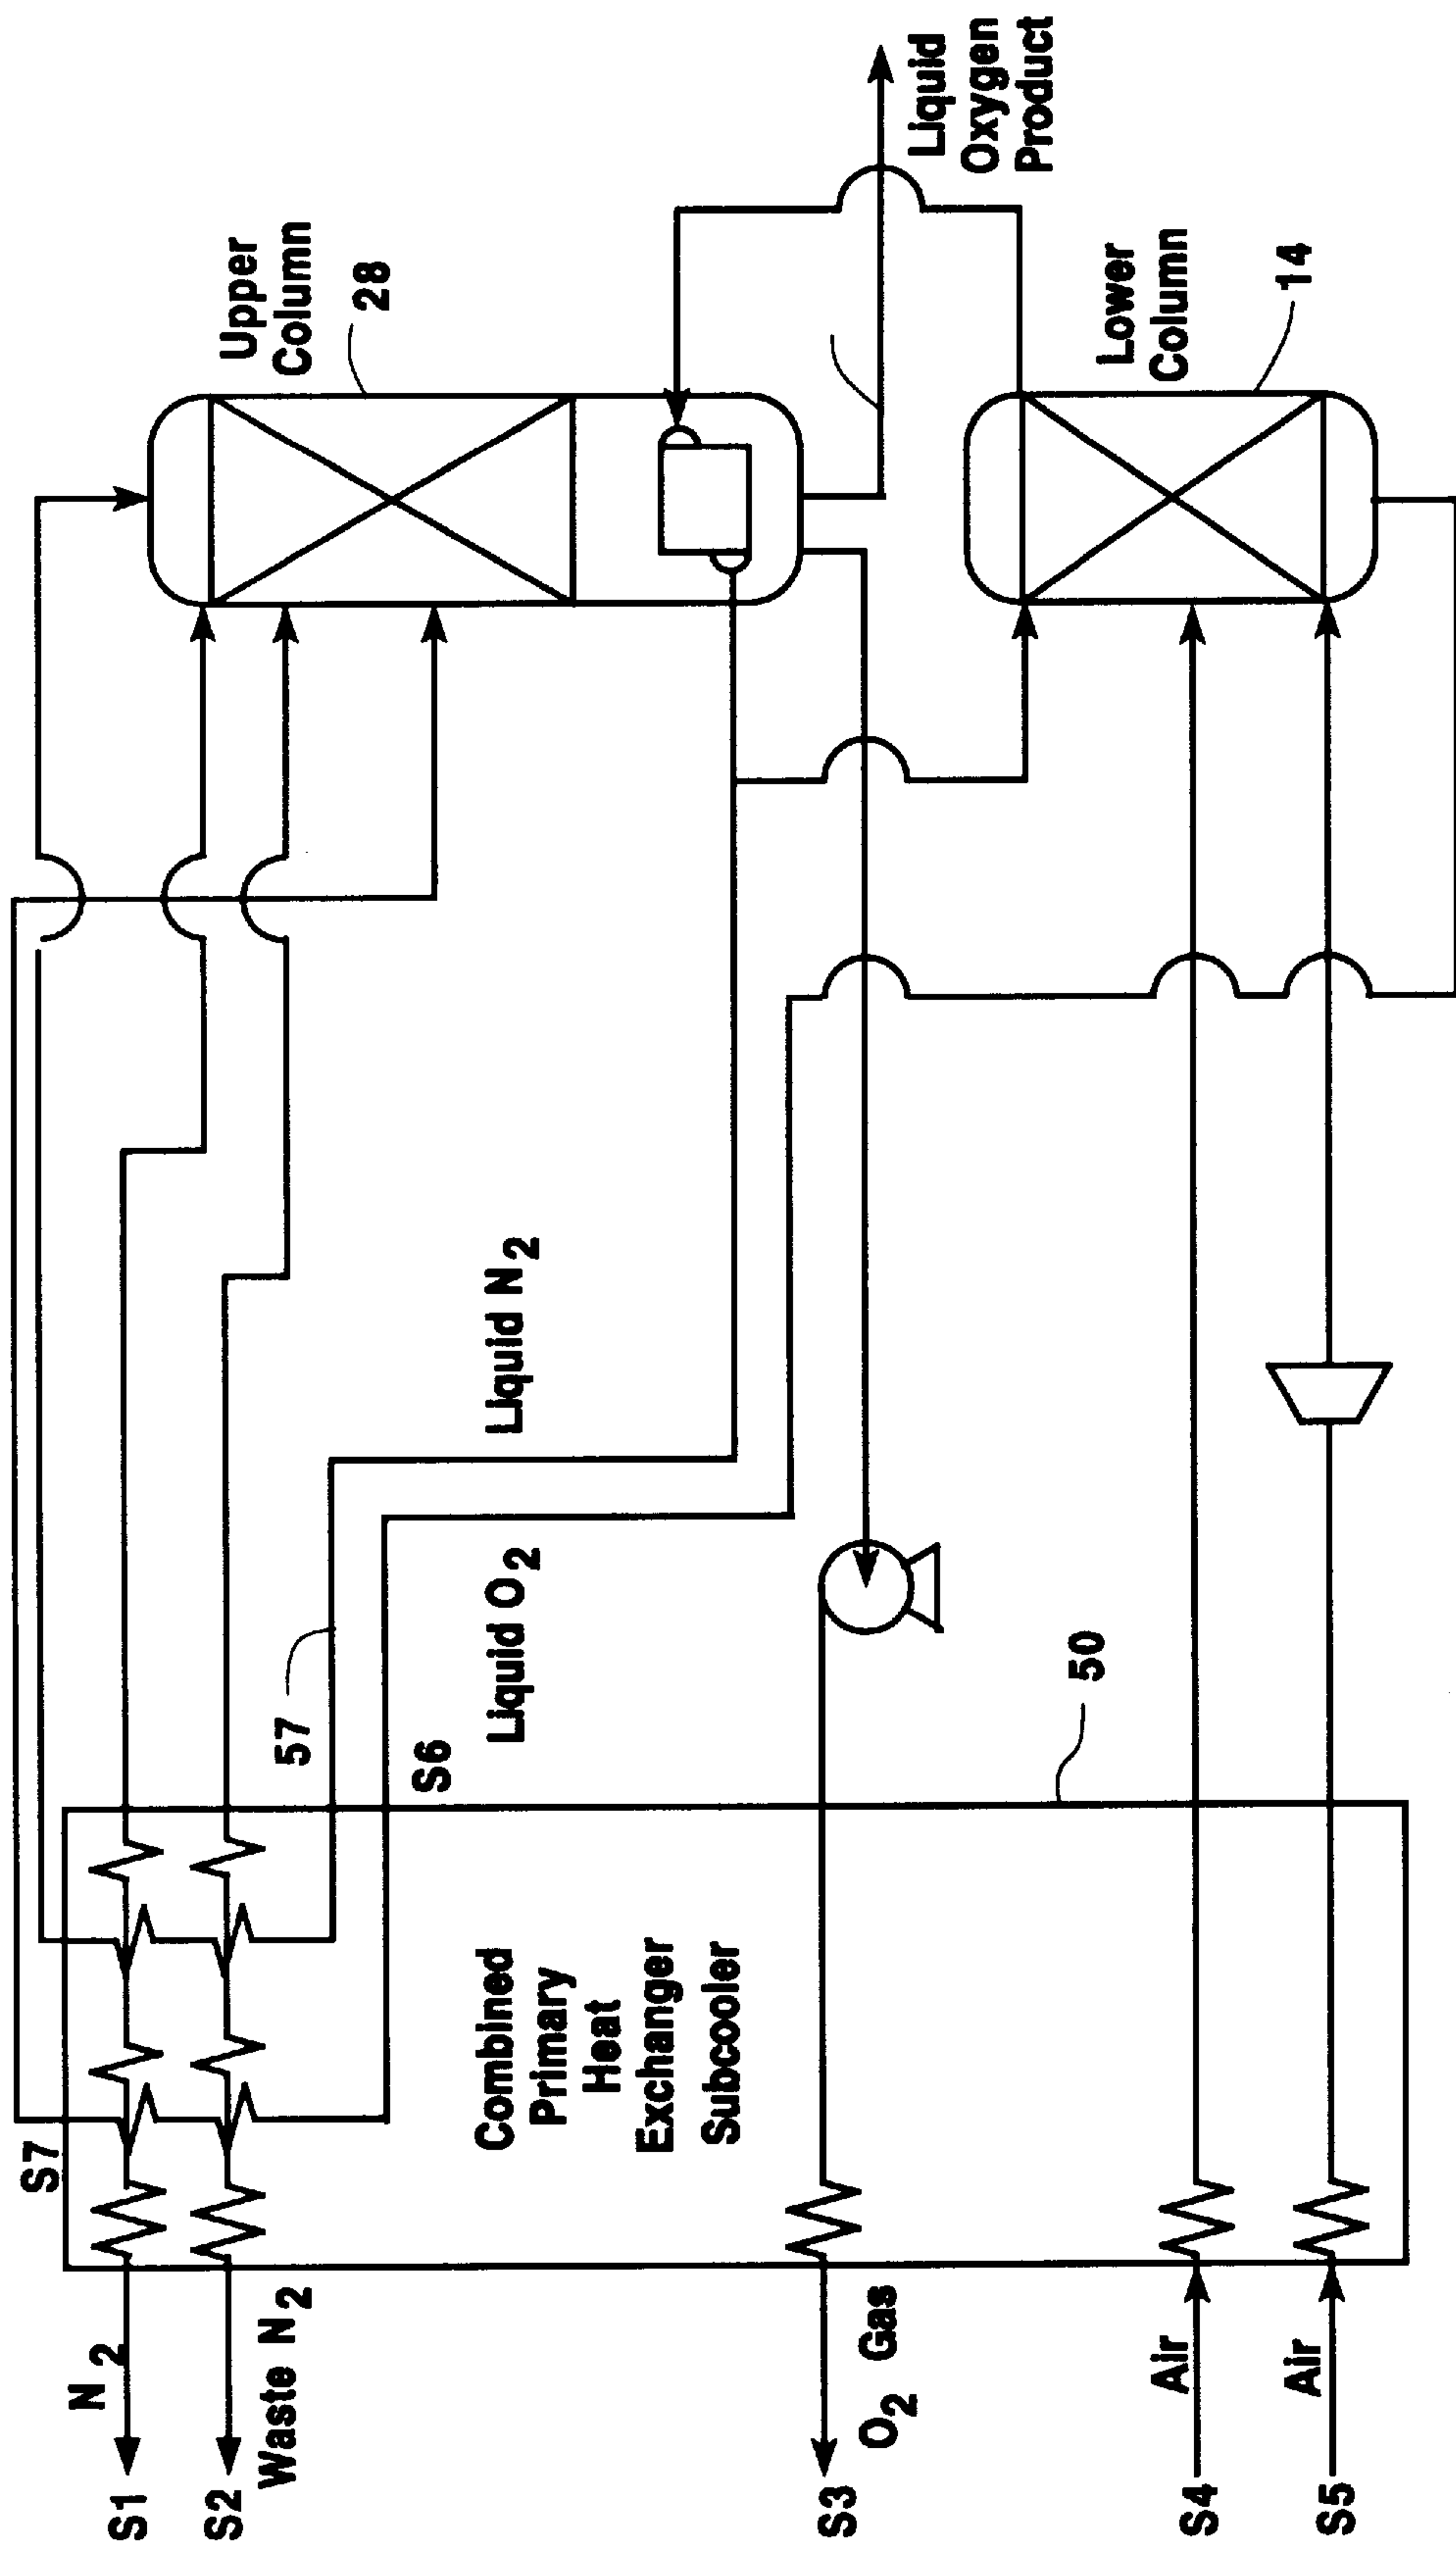 S1
N2
S2
Waste N2
S3
O2 Gas
S4
Air
S5
Air
S7
Combined
Primary
Heat
Exchanger
Subcooler
50
57
S6
Liquid O2
Liquid N2
Upper
Column
28
Lower
Column
14
Liquid
Oxygen
Product